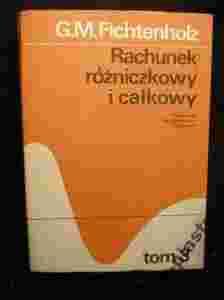 G.M. Fichtenholz
Rachunek
różniczkowy
i całkowy
tom